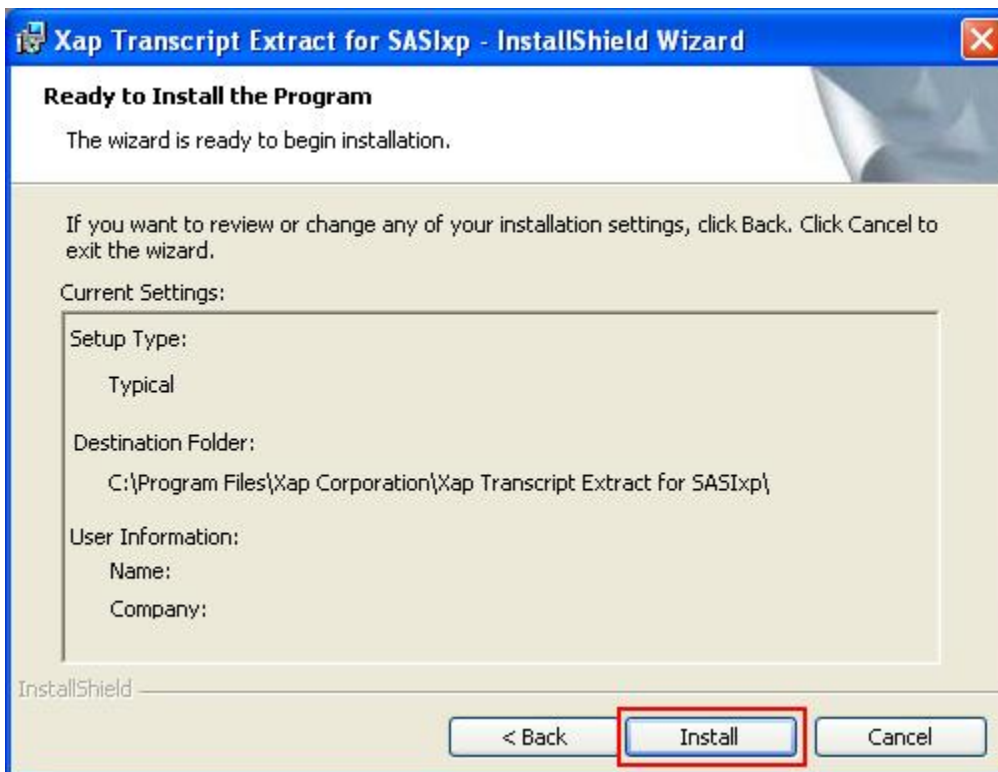 Xap Transcript Extract for SASIxp - InstallShield Wizard
Ready to Install the Program
The wizard is ready to begin installation.
If you want to review or change any of your installation settings, click Back. Click Cancel to
exit the wizard.
Current Settings:
Setup Type:
Typical
Destination Folder:
C:\Program Files\Xap Corporation\Xap Transcript Extract for SASIxp\
User Information:
Name:
Company:
InstallShield
< Back Install Cancel